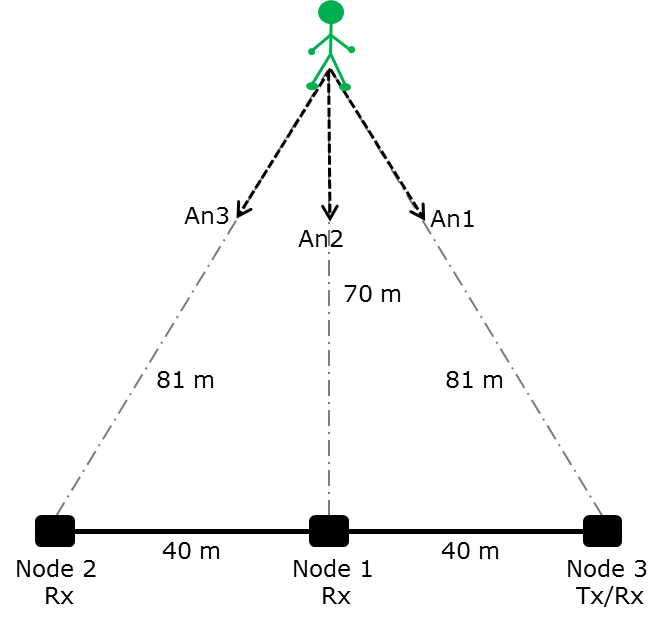 An3
An2
An1
70 m
81 m
81 m
40 m
40 m
Node 2
Rx
Node 1
Rx
Node 3
Tx/Rx